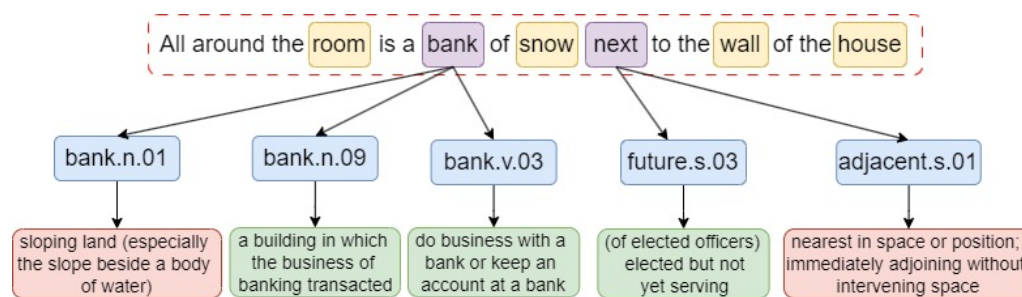 All around the room is a bank of snow next to the wall of the house
bank.n.01
bank.n.09
bank.v.03
future.s.03
adjacent.s.01
sloping land (especially
the slope beside a body
of water)
a building in which
the business of
banking transacted
do business with a
bank or keep an
account at a bank
(of elected officers)
elected but not
yet serving
nearest in space or position;
immediately adjoining without
intervening space